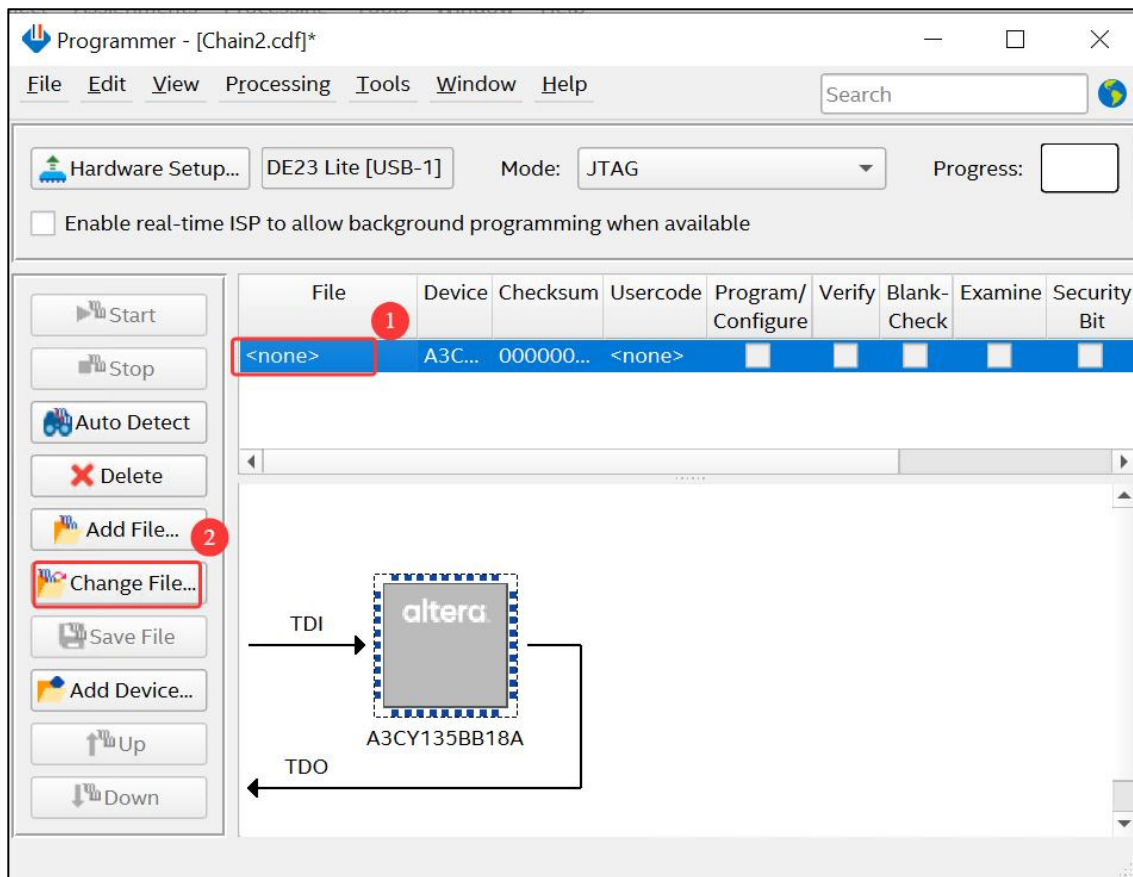 Programmer - [Chain2.cdf]*
File Edit View Processing Tools Window Help
Search
Hardware Setup... DE23 Lite [USB-1] Mode: JTAG Progress:
Enable real-time ISP to allow background programming when available
Start
Stop
Auto Detect
Delete
Add File...
2
Change File...
Save File
Add Device...
Up
Down
File Device Checksum Usercode Program/ Verify Blank- Examine Security
Configure Check Bit
1
<none> A3C... 000000... <none>
altera
TDI
A3CY135BB18A
TDO